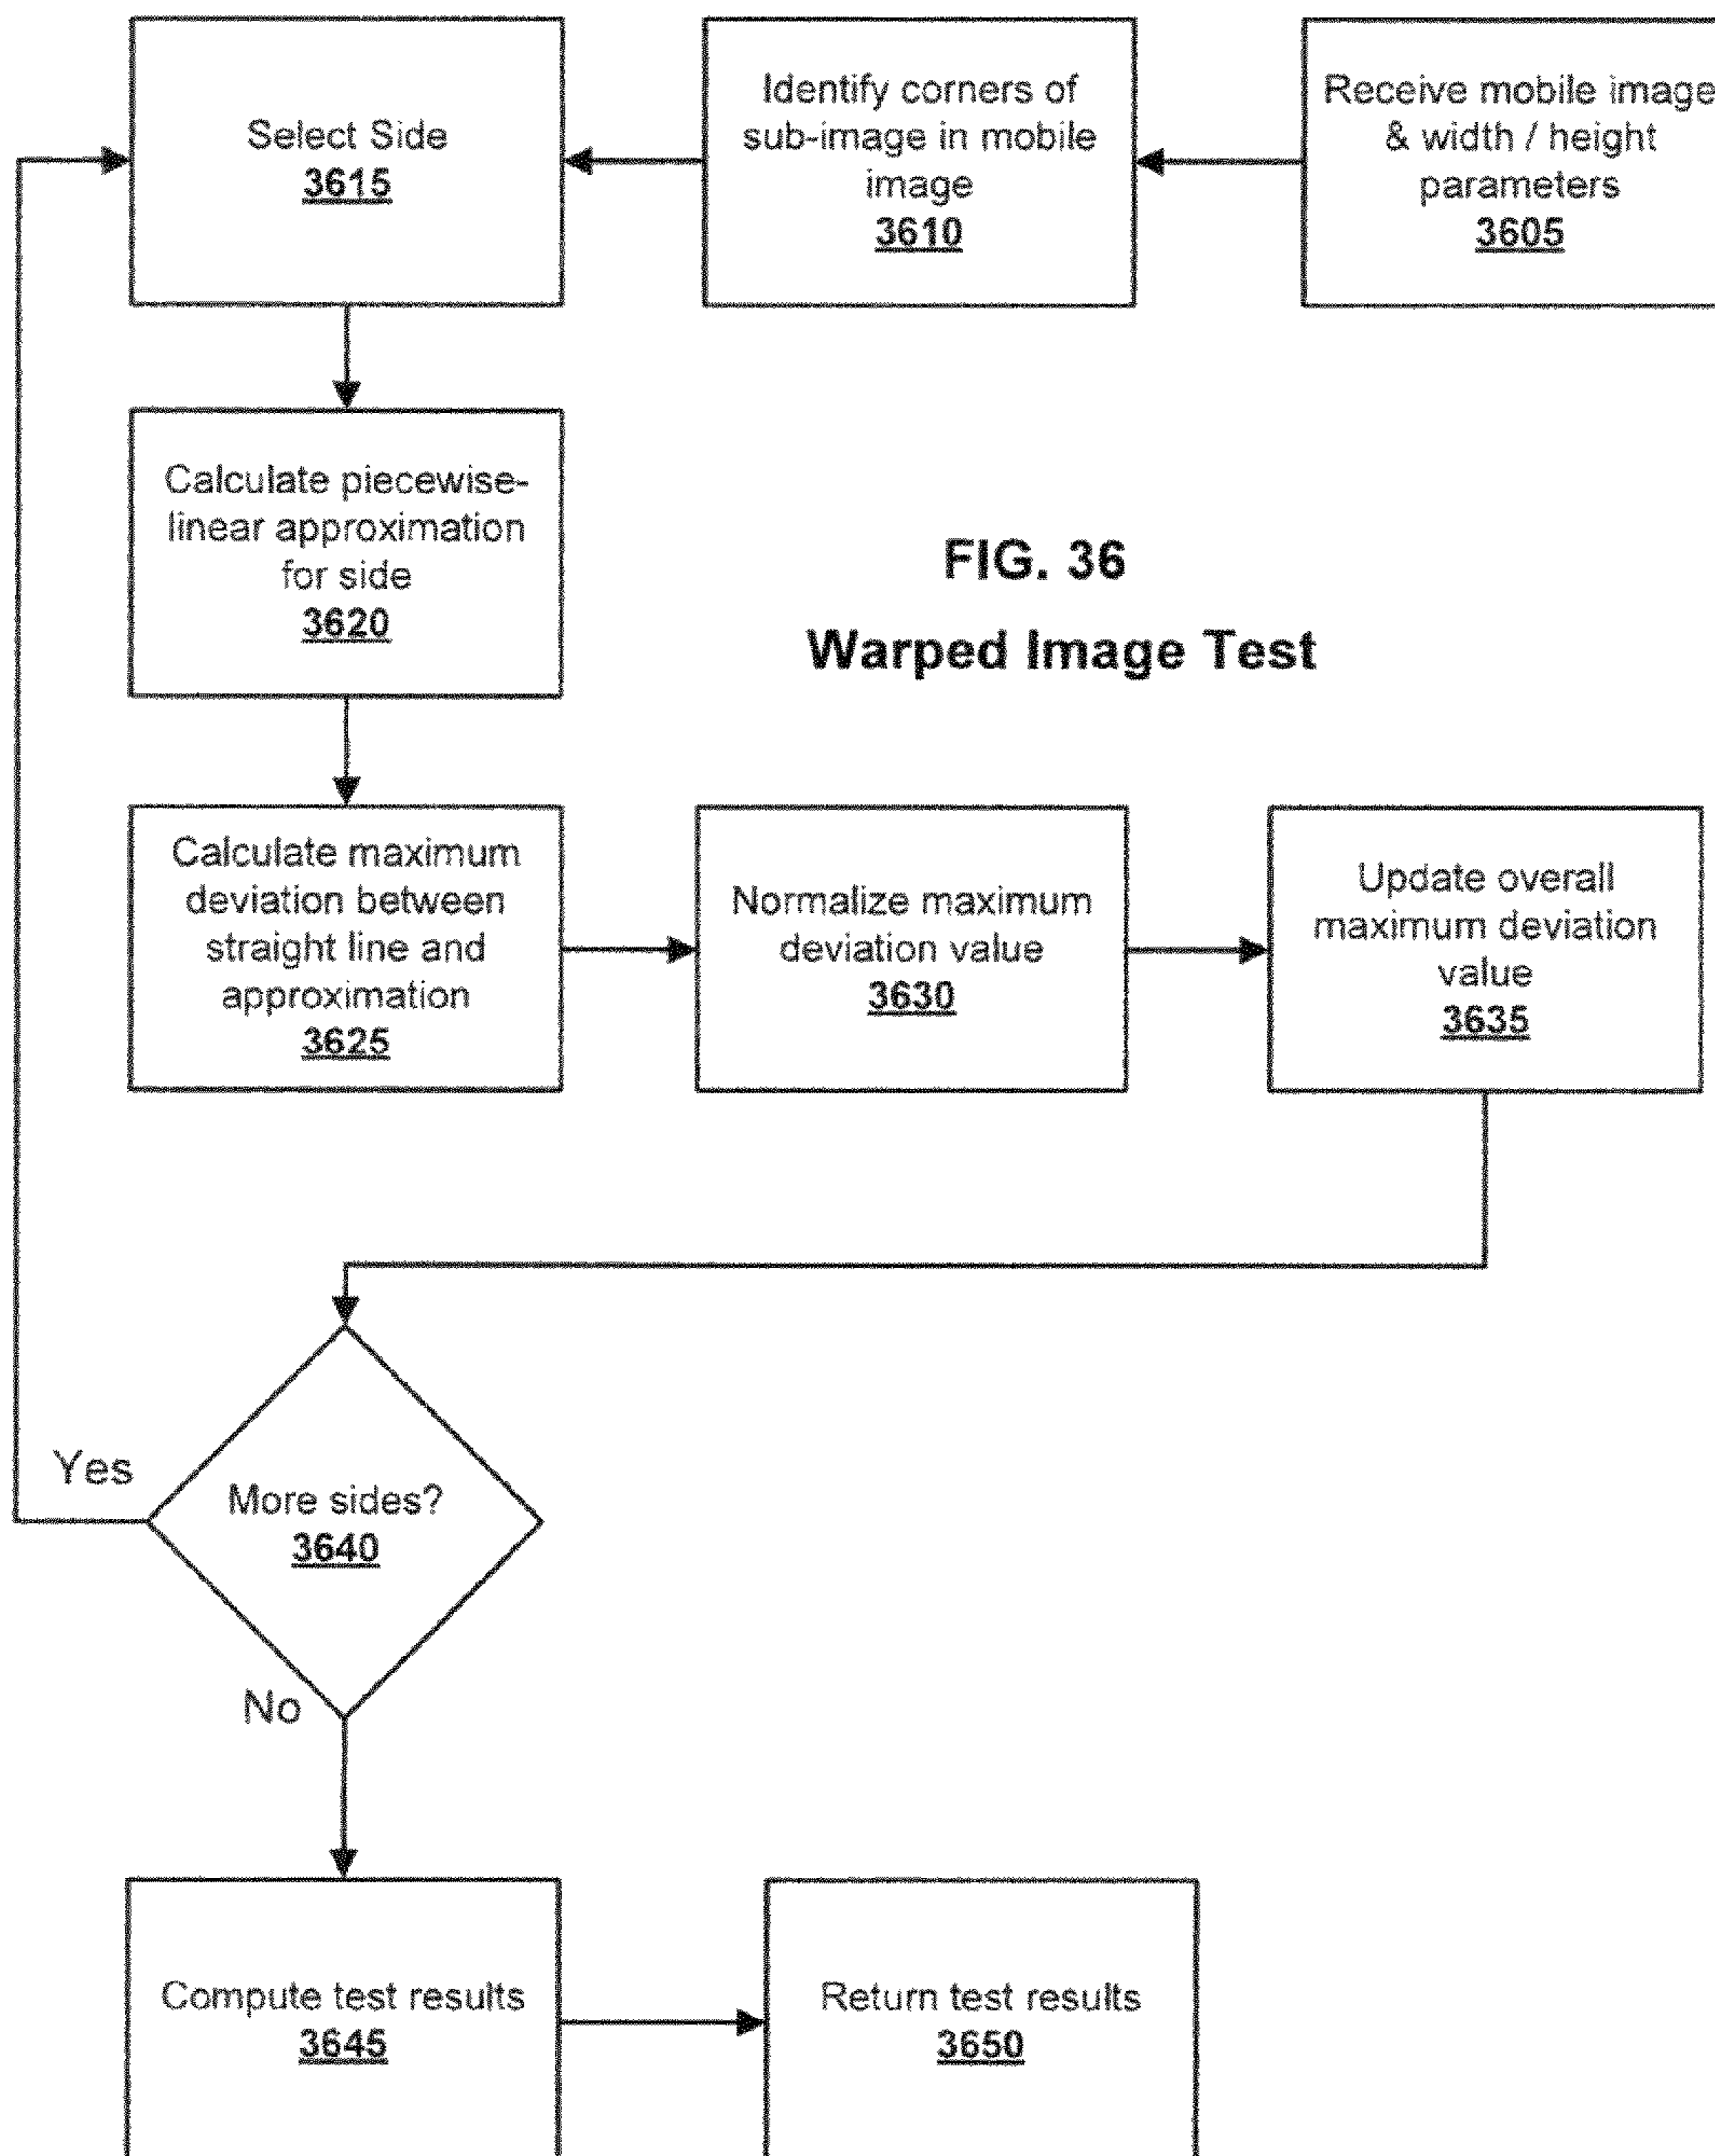 Receive mobile image
& width / height
parameters
3605
Identify corners of
sub-image in mobile
image
3610
Select Side
3615
Calculate piecewise-
linear approximation
for side
3620
FIG. 36
Warped Image Test
Calculate maximum
deviation between
straight line and
approximation
3625
Normalize maximum
deviation value
3630
Update overall
maximum deviation
value
3635
Yes
More sides?
3640
No
Compute test results
3645
Return test results
3650